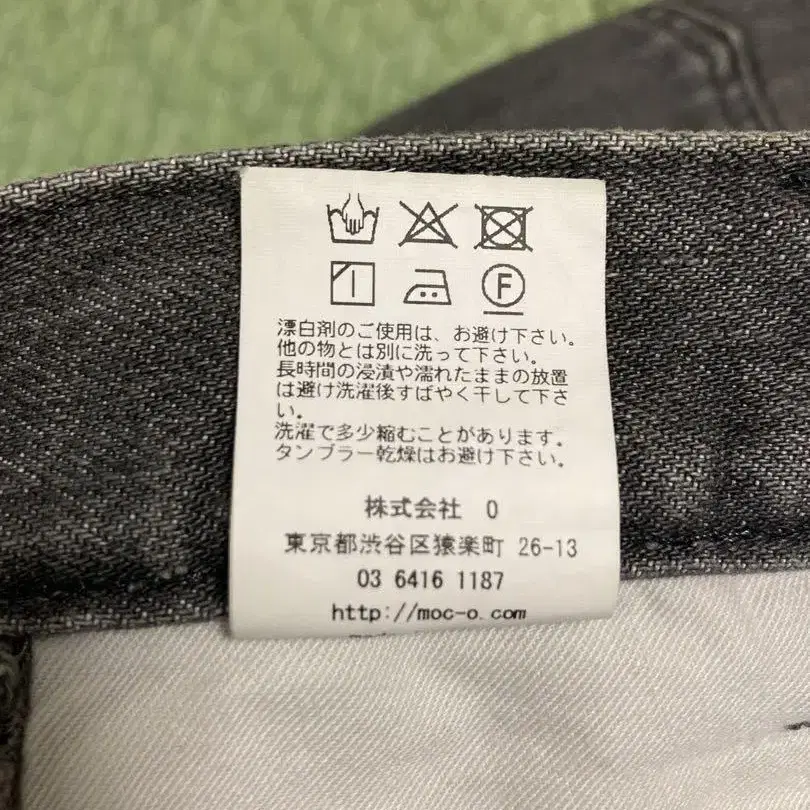 F
漂白剤のご使用は、お避け下さい。
他の物とは別に洗って下さい。
長時間の浸漬や濡れたままの放置
は避け洗濯後すばやく干して下さ
い。
洗濯で多少縮むことがあります。
タンブラー乾燥はお避け下さい。
株式会社 0
東京都渋谷区猿楽町 26-13
03 6416 1187
http://moc-o.com